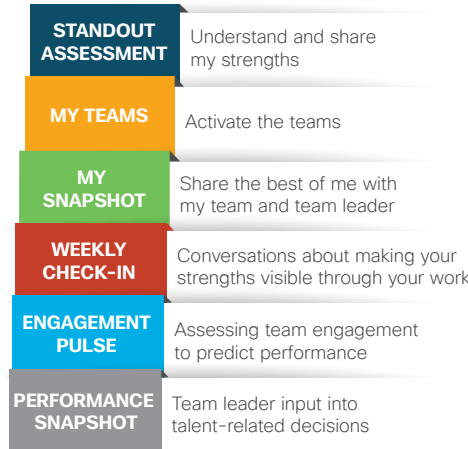 STANDOUT
ASSESSMENT
Understand and share
my strengths
MY TEAMS
Activate the teams
MY
SNAPSHOT
Share the best of me with
my team and team leader
WEEKLY
CHECK-IN
Conversations about making your
strengths visible through your work
ENGAGEMENT
PULSE
Assessing team engagement
to predict performance
PERFORMANCE
SNAPSHOT
Team leader input into
talent-related decisions